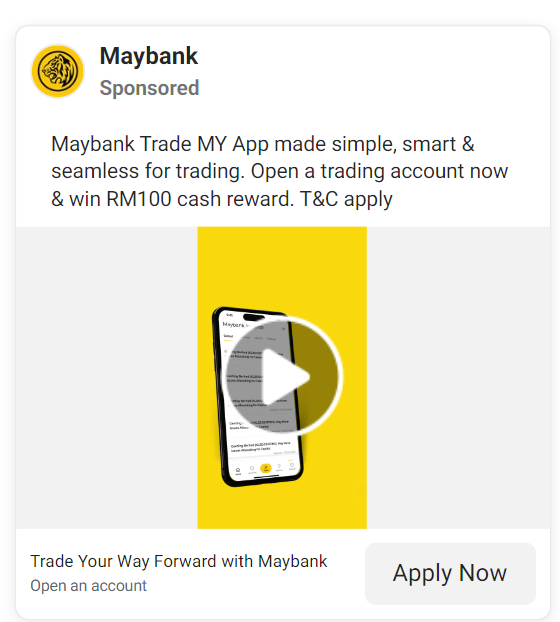 Maybank
Sponsored
Maybank Trade MY App made simple, smart &
seamless for trading. Open a trading account now
& win RM100 cash reward. T&C apply
Maybank
Trade Your Way Forward with Maybank
Open an account
Apply Now